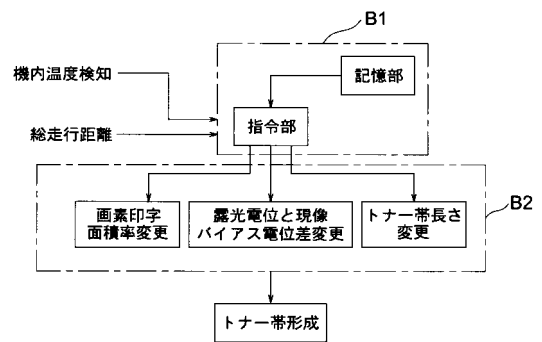 B1
機内温度検知
記憶部
総走行距離
指令部
B2
画素印字
面積率変更
露光電位と現像
バイアス電位差変更
トナー帯長さ
変更
トナー帯形成